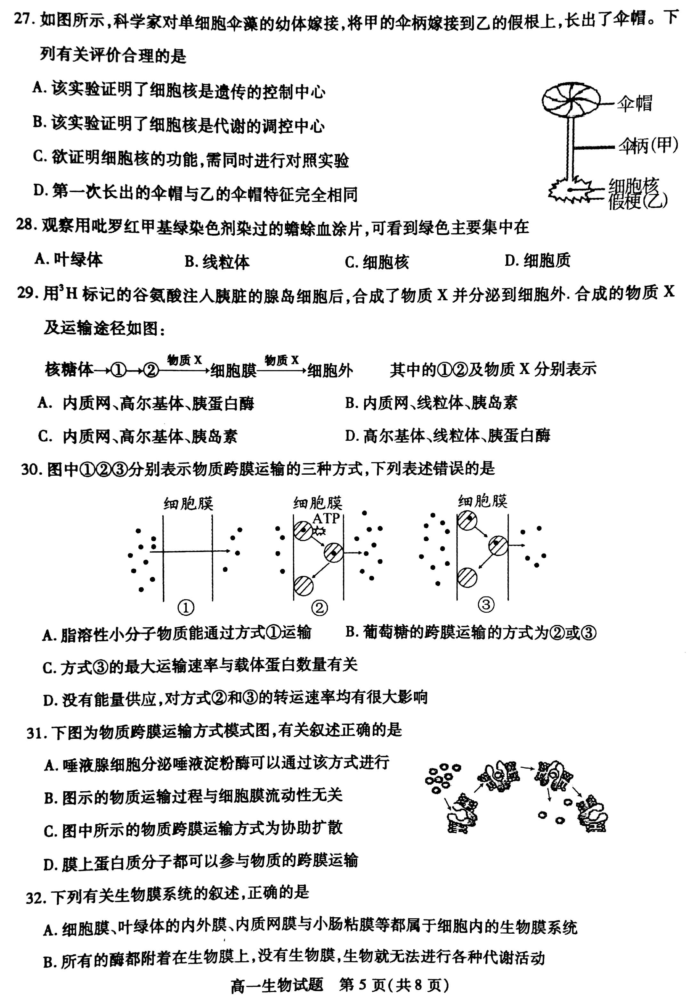 27. 如图所示,科学家对单细胞伞藻的幼体嫁接,将甲的伞柄嫁接到乙的假根上,长出了伞帽。下
列有关评价合理的是
A. 该实验证明了细胞核是遗传的控制中心
B. 该实验证明了细胞核是代谢的调控中心
C. 欲证明细胞核的功能,需同时进行对照实验
D. 第一次长出的伞帽与乙的伞帽特征完全相同
伞帽
伞柄(甲)
细胞核
假梗(乙)
28. 观察用吡罗红甲基绿染色剂染过的蟾蜍血涂片,可看到绿色主要集中在
A. 叶绿体 B. 线粒体 C. 细胞核 D. 细胞质
29. 用³H 标记的谷氨酸注人胰脏的腺岛细胞后,合成了物质 X 并分泌到细胞外. 合成的物质 X
及运输途径如图:
核糖体→①→②物质 X→细胞膜物质 X→细胞外 其中的①②及物质 X 分别表示
A. 内质网、高尔基体、胰蛋白酶 B. 内质网、线粒体、胰岛素
C. 内质网、高尔基体、胰岛素 D. 高尔基体、线粒体、胰蛋白酶
30. 图中①②③分别表示物质跨膜运输的三种方式,下列表述错误的是
细胞膜 细胞膜 细胞膜
ATP
① ② ③
A. 脂溶性小分子物质能通过方式①运输 B. 葡萄糖的跨膜运输的方式为②或③
C. 方式③的最大运输速率与载体蛋白数量有关
D. 没有能量供应,对方式②和③的转运速率均有很大影响
31. 下图为物质跨膜运输方式模式图,有关叙述正确的是
A. 唾液腺细胞分泌唾液淀粉酶可以通过该方式进行
B. 图示的物质运输过程与细胞膜流动性无关
C. 图中所示的物质跨膜运输方式为协助扩散
D. 膜上蛋白质分子都可以参与物质的跨膜运输
32. 下列有关生物膜系统的叙述,正确的是
A. 细胞膜、叶绿体的内外膜、内质网膜与小肠粘膜等都属于细胞内的生物膜系统
B. 所有的酶都附着在生物膜上,没有生物膜,生物就无法进行各种代谢活动
高一生物试题 第 5 页(共 8 页)